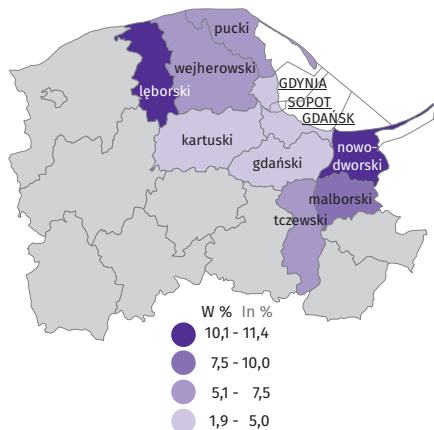 pucki
wejherowski
lęborski
GDYNIA
SOPOT
GDAŃSK
kartuski
nowo-
dworski
gdański
malborski
tczewski
W % In %
10,1 - 11,4
7,5 - 10,0
5,1 - 7,5
1,9 - 5,0